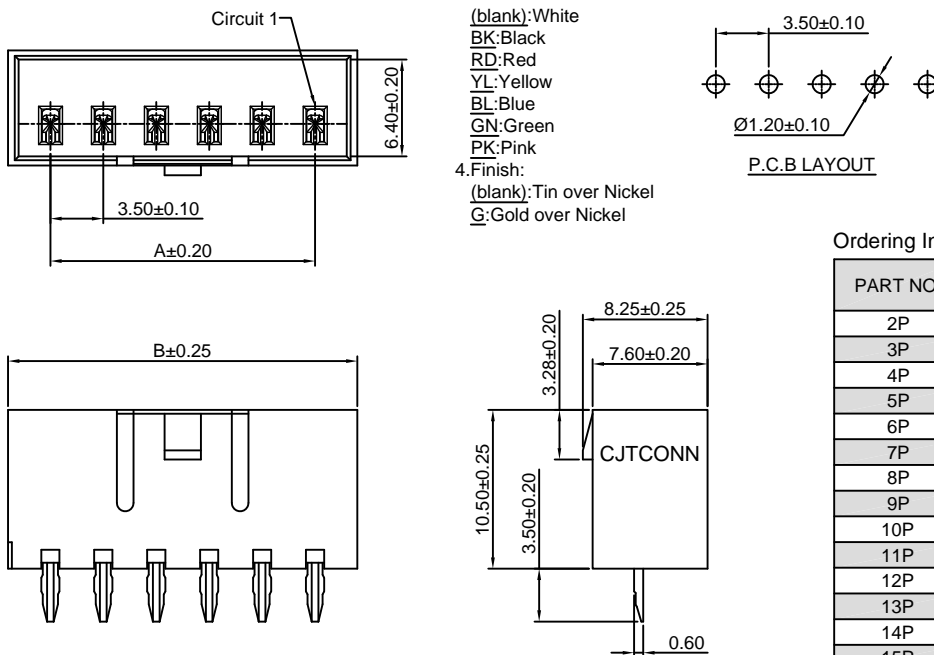 Circuit 1
6.40±0.20
3.50±0.10
A±0.20
(blank):White
BK:Black
RD:Red
YL:Yellow
BL:Blue
GN:Green
PK:Pink
4.Finish:
(blank):Tin over Nickel
G:Gold over Nickel
3.50±0.10
Ø1.20±0.10
P.C.B LAYOUT
B±0.25
8.25±0.25
7.60±0.20
3.28±0.20
CJTCONN
10.50±0.25
3.50±0.20
0.60
Ordering I
PART NO
2P
3P
4P
5P
6P
7P
8P
9P
10P
11P
12P
13P
14P
15P